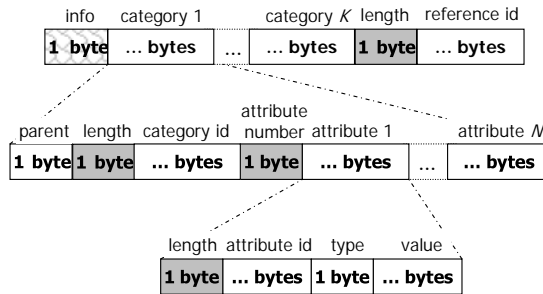 info category 1 category K length reference id
1 byte ... bytes ... ... bytes 1 byte ... bytes
attribute
parent length category id number attribute 1 attribute N
1 byte 1 byte ... bytes 1 byte ... bytes ... ... bytes
length attribute id type value
1 byte ... bytes 1 byte ... bytes